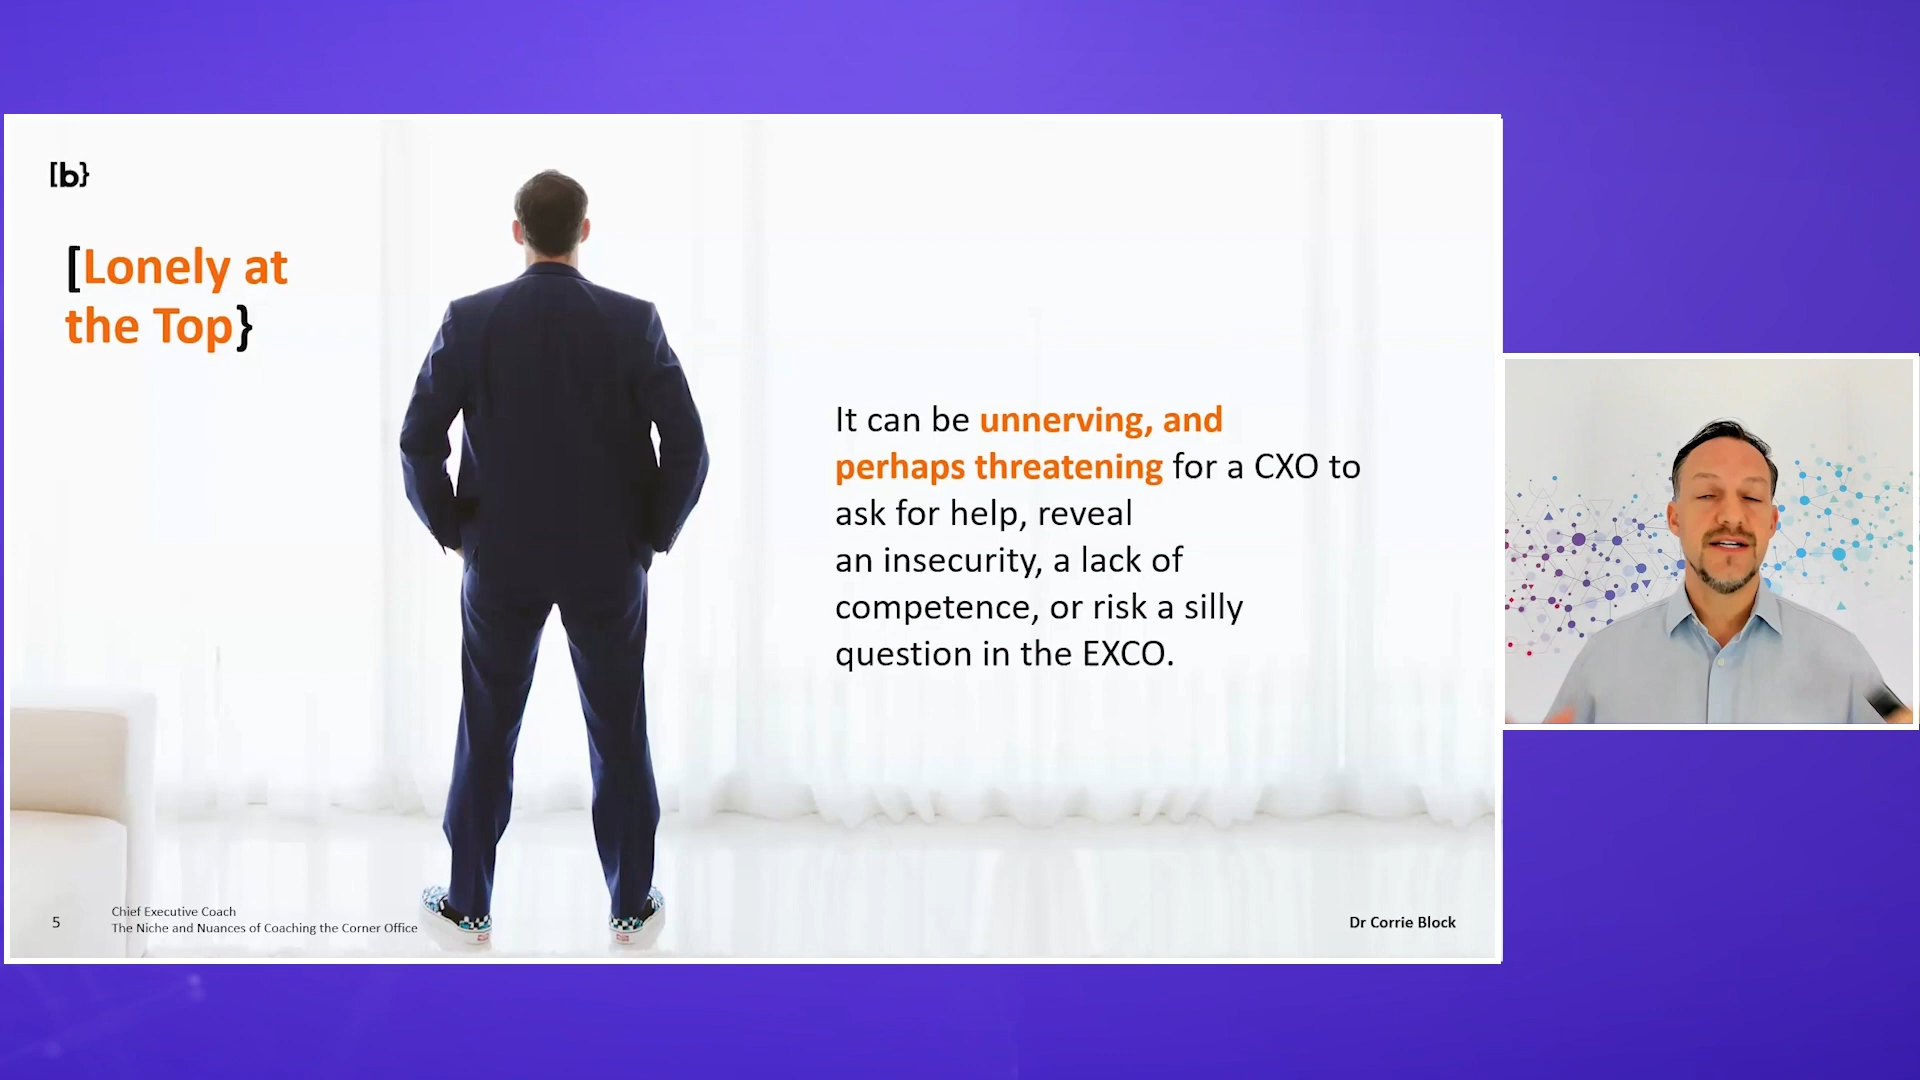 [b}
[Lonely at
the Top}
It can be unnerving, and
perhaps threatening for a CXO to
ask for help, reveal
an insecurity, a lack of
competence, or risk a silly
question in the EXCO.
5
Chief Executive Coach
The Niche and Nuances of Coaching the Corner Office
Dr Corrie Block